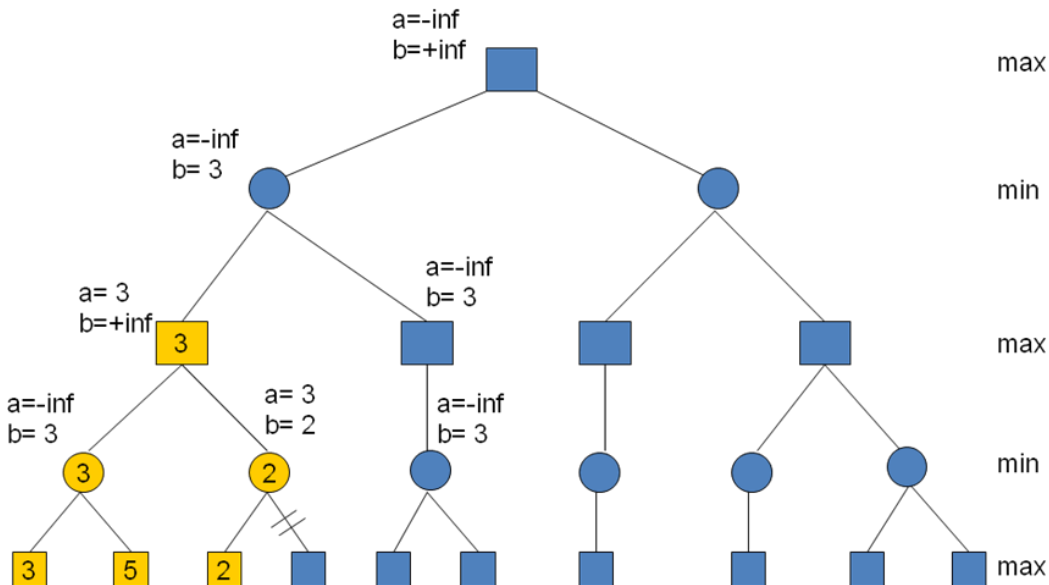 a=-inf
b=+inf
max
a=-inf
b= 3
min
a=-inf
b= 3
a= 3
b=+inf
3
max
a= 3
b= 2
a=-inf
b= 3
a=-inf
b= 3
3
2
min
3
5
2
max